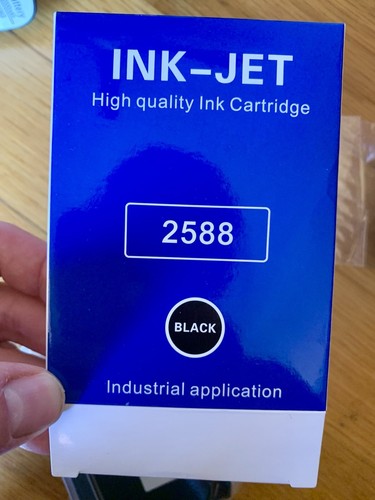 INK-JET
High quality Ink Cartridge
2588
BLACK
Industrial application